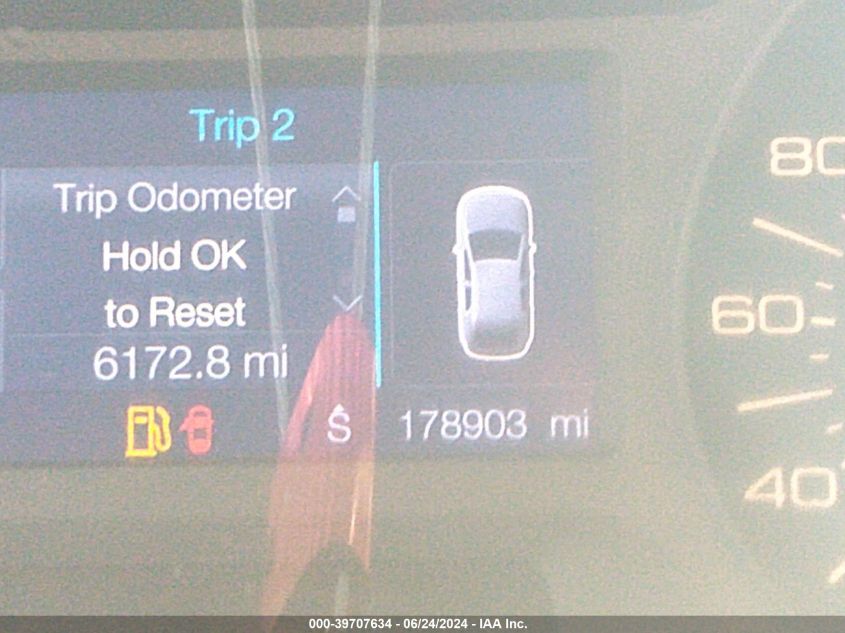 Trip 2
Trip Odometer
Hold OK
to Reset
6172.8 mi
S
178903 mi
80
60
40
000-39707634 - 06/24/2024 - IAA Inc.